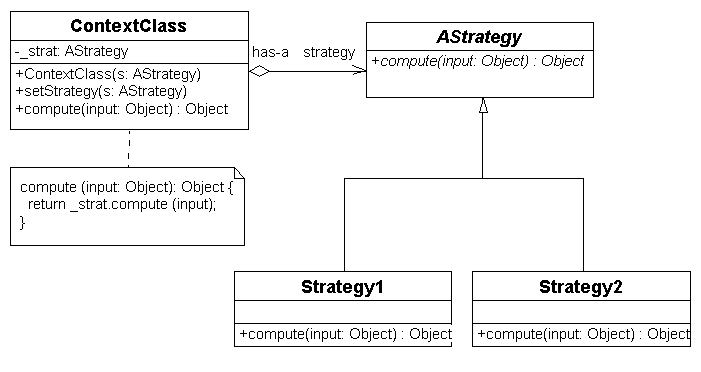 ContextClass
-_strat: AStrategy
+ContextClass(s: AStrategy)
+setStrategy(s: AStrategy)
+compute(input: Object) : Object
has-a strategy
AStrategy
+compute(input: Object) : Object
compute (input: Object): Object {
return _strat.compute (input);
}
Strategy1
+compute(input: Object) : Object
Strategy2
+compute(input: Object) : Object